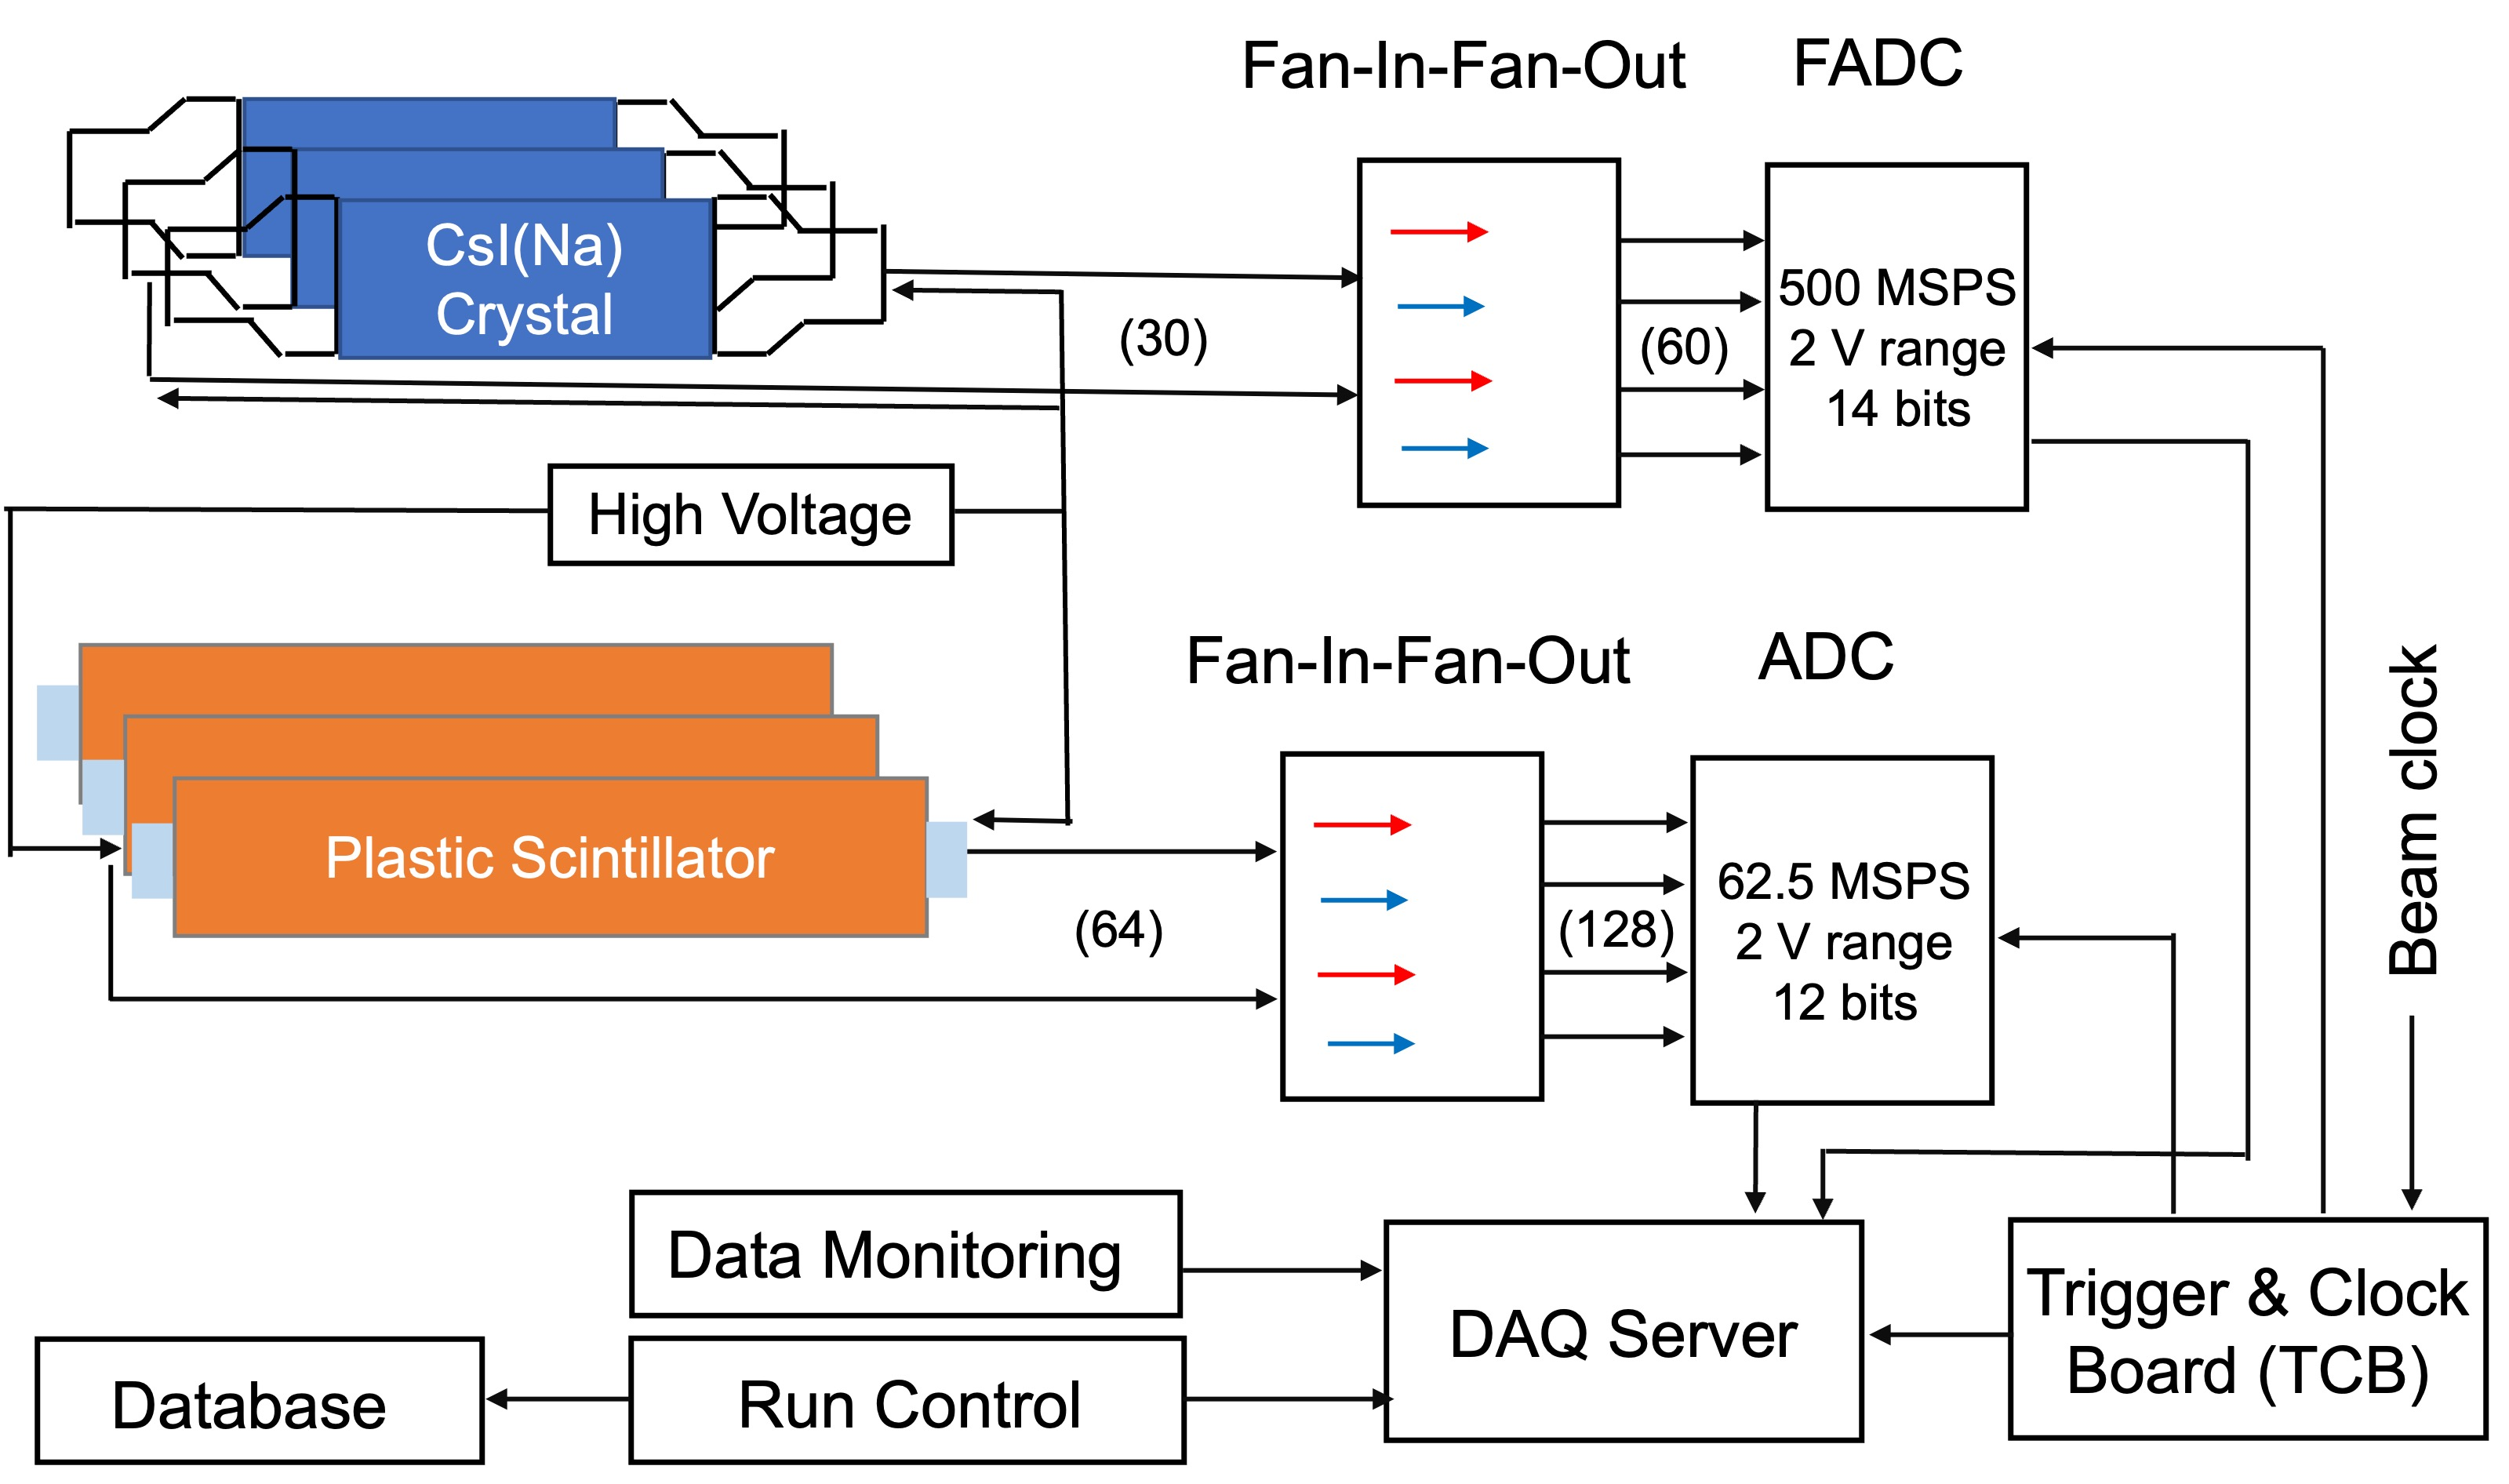 Fan-In-Fan-Out
FADC
CsI(Na)
Crystal
(30)
(60)
500 MSPS
2 V range
14 bits
High Voltage
Fan-In-Fan-Out
ADC
Plastic Scintillator
(64)
(128)
62.5 MSPS
2 V range
12 bits
Beam clock
Data Monitoring
Database
Run Control
DAQ Server
Trigger & Clock
Board (TCB)